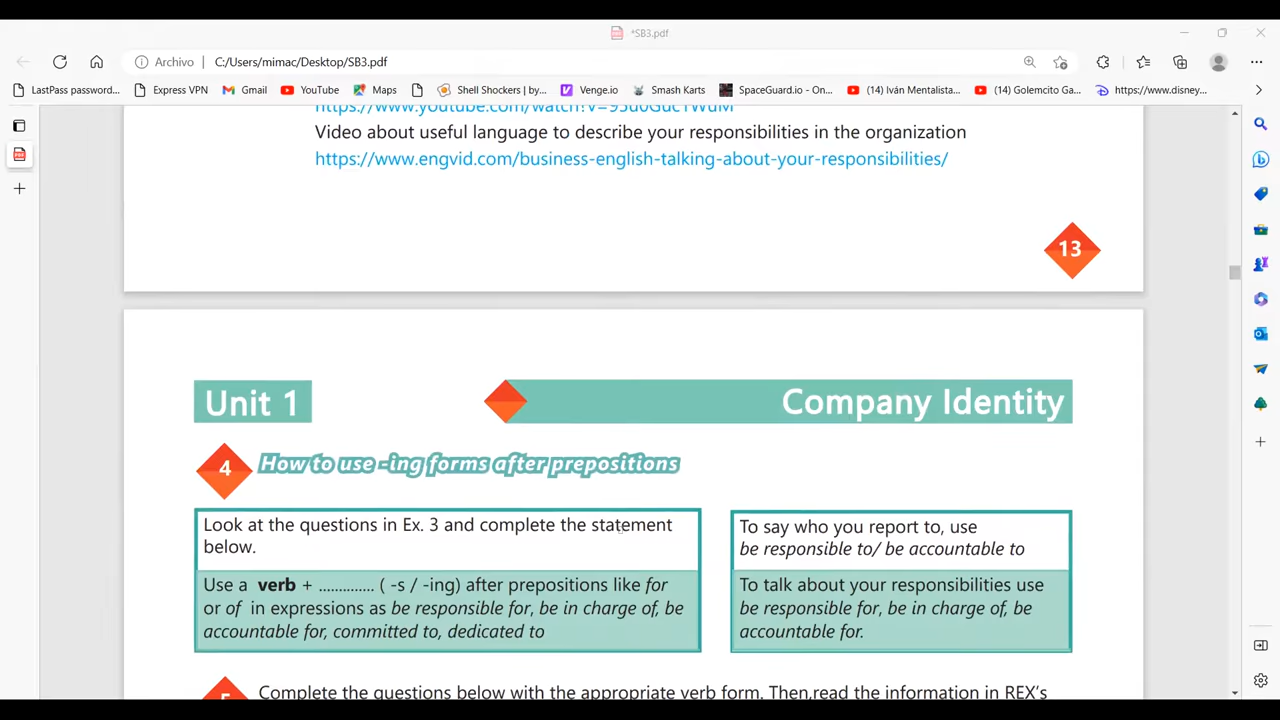 *SB3.pdf
Archivo | C:/Users/mimac/Desktop/SB3.pdf
LastPass password...
Express VPN
Gmail
YouTube
Maps
Shell Shockers | by...
Venge.io
Smash Karts
SpaceGuard.io - On...
(14) Iván Mentalista...
(14) Golemcito Ga...
https://www.disney...
Video about useful language to describe your responsibilities in the organization
https://www.engvid.com/business-english-talking-about-your-responsibilities/
13
Unit 1
Company Identity
4
How to use -ing forms after prepositions
Look at the questions in Ex. 3 and complete the statement
below.
Use a verb + .............. ( -s / -ing) after prepositions like for
or of in expressions as be responsible for, be in charge of, be
accountable for, committed to, dedicated to
To say who you report to, use
be responsible to/ be accountable to
To talk about your responsibilities use
be responsible for, be in charge of, be
accountable for.
5
Complete the questions below with the appropriate verb form. Then,read the information in REX's